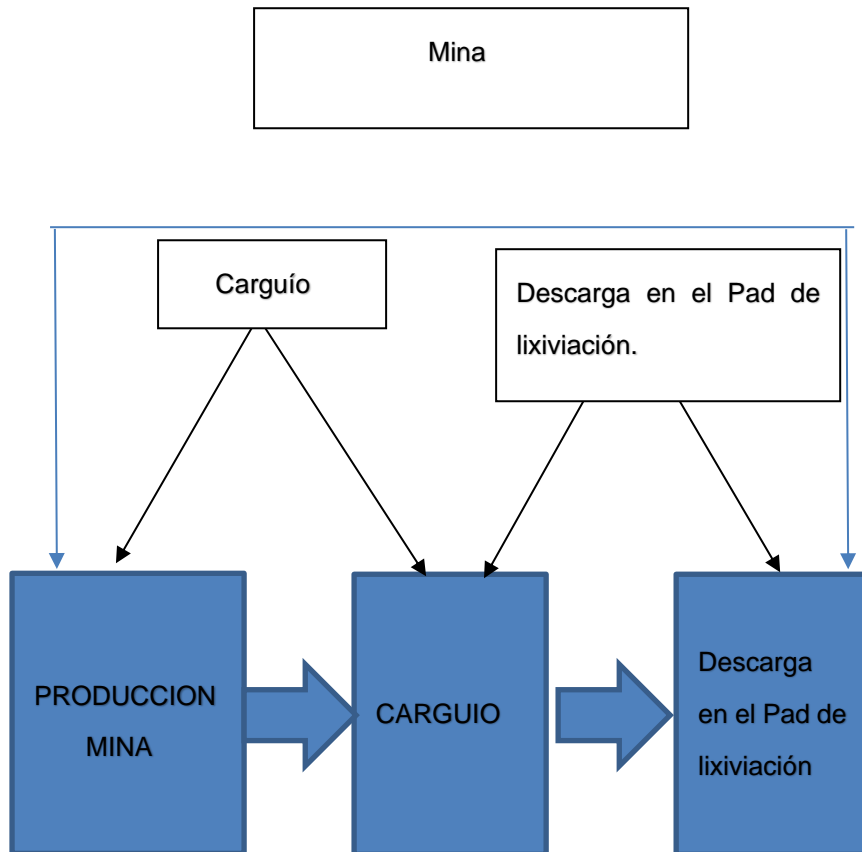 Mina
Carguío
Descarga en el Pad de
lixiviación.
PRODUCCION
MINA
CARGUIO
Descarga
en el Pad de
lixiviación